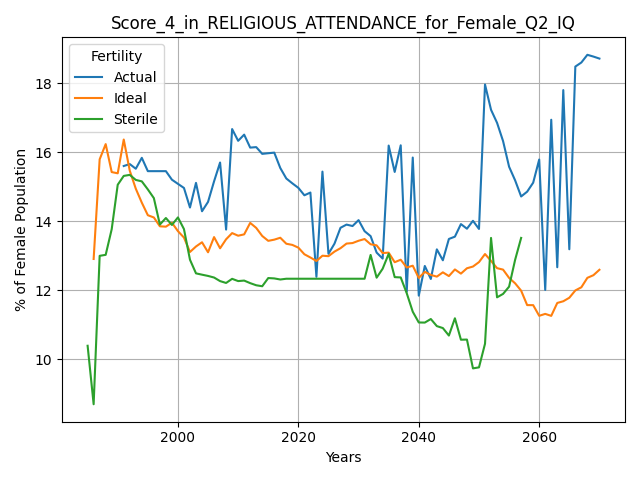 Score_4_in_RELIGIOUS_ATTENDANCE_for_Female_Q2_IQ
Fertility
Actual
Ideal
Sterile
% of Female Population
18
16
14
12
10
2000
2020
2040
2060
Years